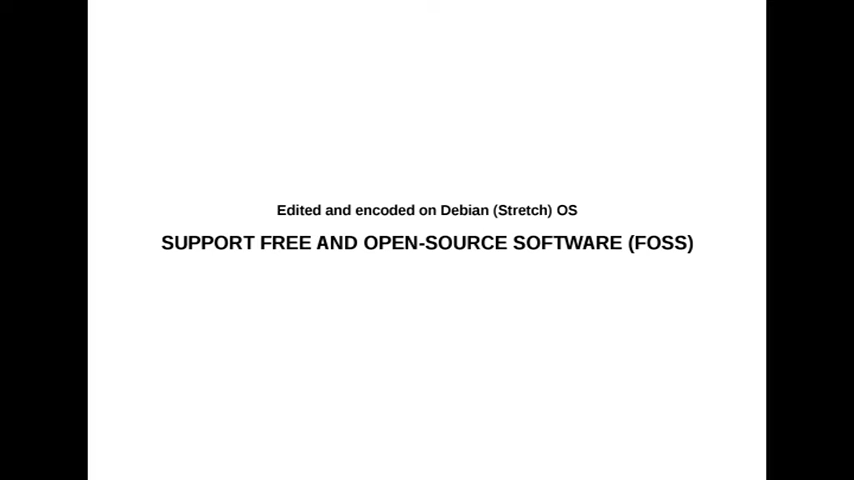 Edited and encoded on Debian (Stretch) OS
SUPPORT FREE AND OPEN-SOURCE SOFTWARE (FOSS)